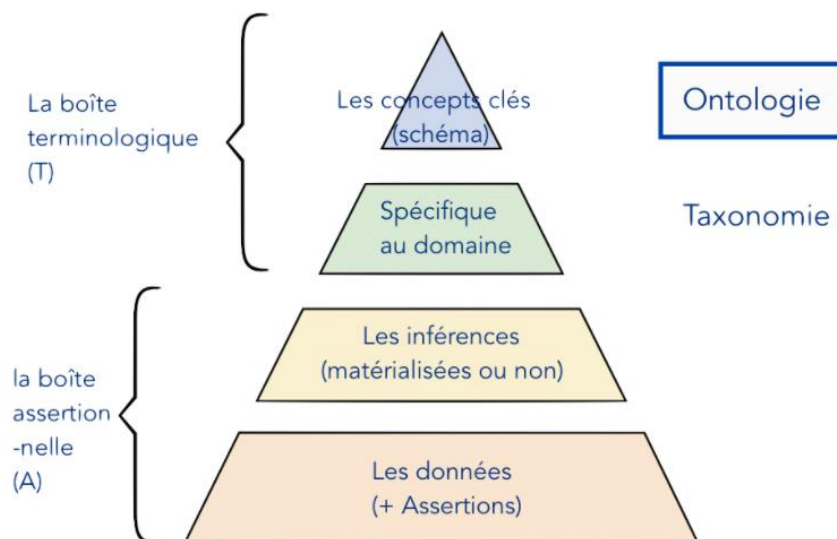 La boîte
terminologique
(T)
Les concepts clés
(schéma)
Ontologie
Spécifique
au domaine
Taxonomie
la boîte
assertion
-nelle
(A)
Les inférences
(matérialisées ou non)
Les données
(+ Assertions)